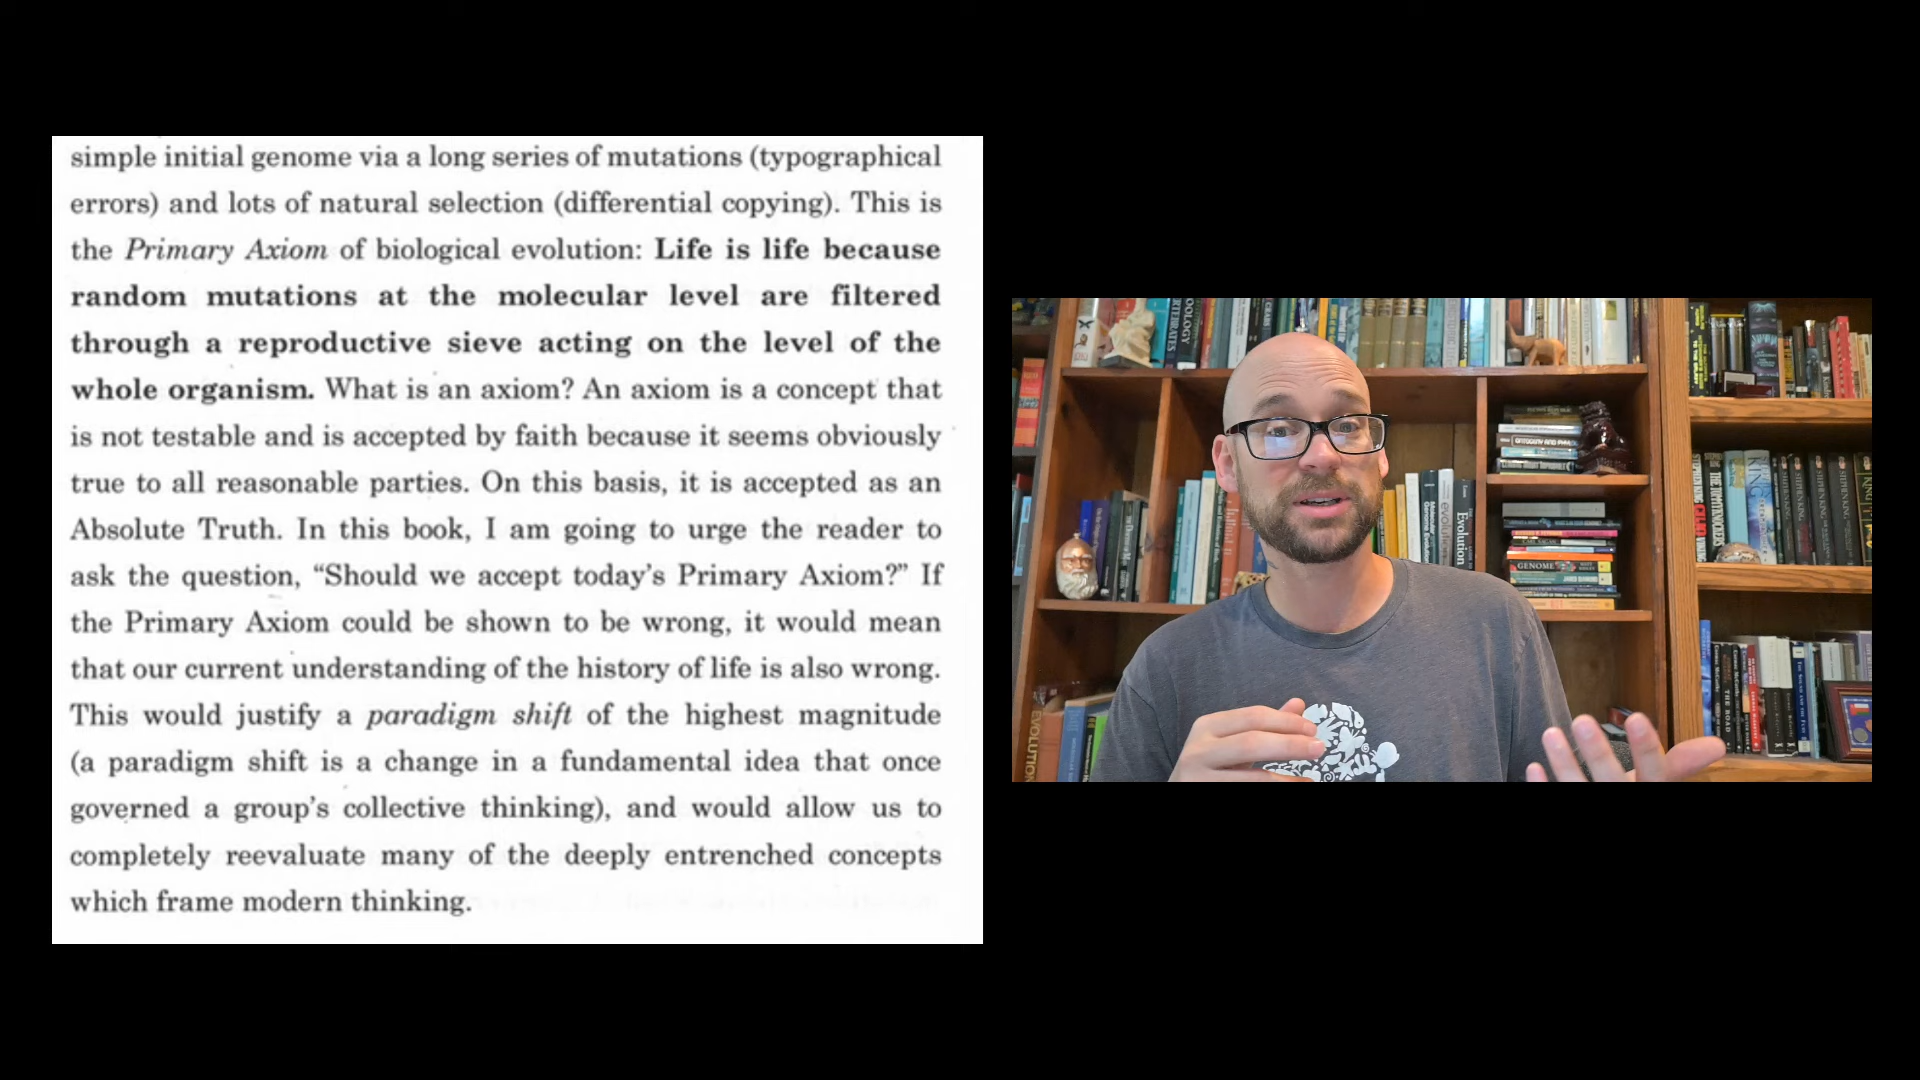 simple initial genome via a long series of mutations (typographical
errors) and lots of natural selection (differential copying). This is
the Primary Axiom of biological evolution: Life is life because
random mutations at the molecular level are filtered
through a reproductive sieve acting on the level of the
whole organism. What is an axiom? An axiom is a concept that
is not testable and is accepted by faith because it seems obviously
true to all reasonable parties. On this basis, it is accepted as an
Absolute Truth. In this book, I am going to urge the reader to
ask the question, “Should we accept today’s Primary Axiom?” If
the Primary Axiom could be shown to be wrong, it would mean
that our current understanding of the history of life is also wrong.
This would justify a paradigm shift of the highest magnitude
(a paradigm shift is a change in a fundamental idea that once
governed a group’s collective thinking), and would allow us to
completely reevaluate many of the deeply entrenched concepts
which frame modern thinking.
Evolution
GENOME
STEPHEN KING
KING
THE ROAD
EVOLUTION